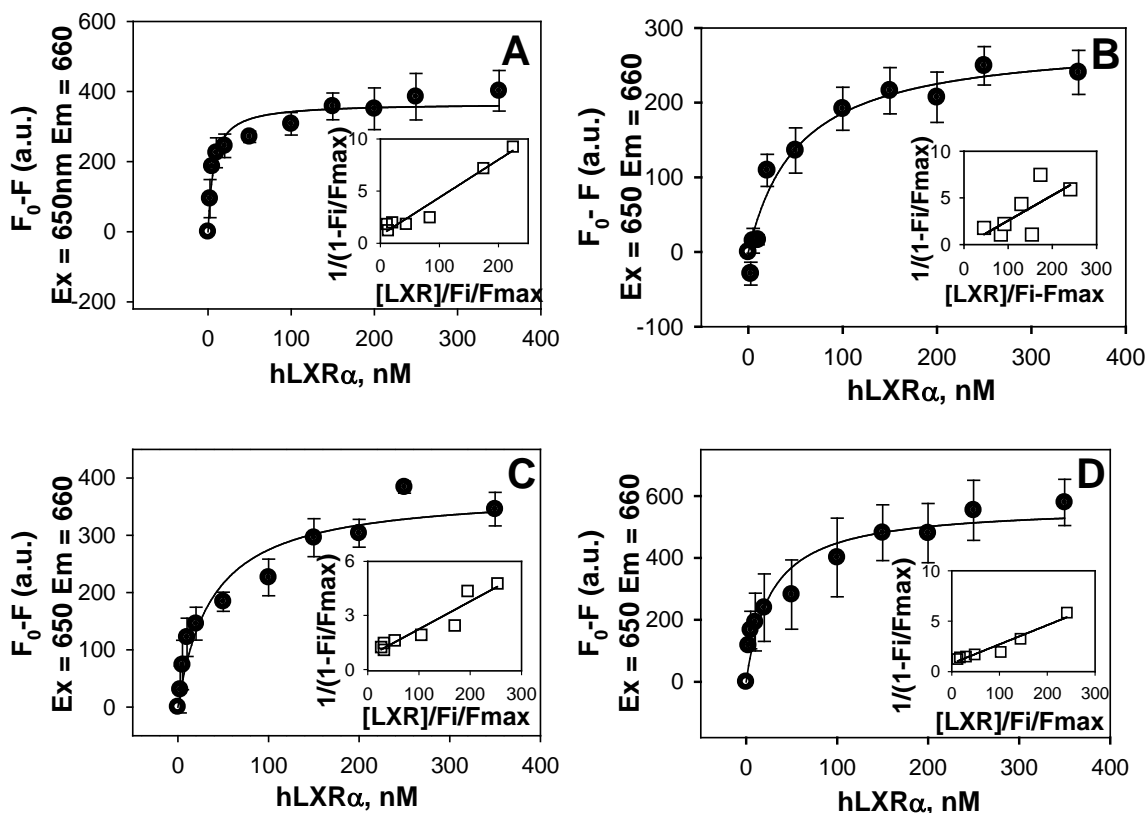 A
F0-F (a.u.)
Ex = 650nm Em = 660
600
400
200
0
-200
0 100 200 300 400
hLXRα, nM
1/(1-Fi/Fmax)
10
5
0
0 100 200
[LXR]/Fi/Fmax
B
F0- F (a.u.)
Ex = 650 Em = 660
300
200
100
0
-100
0 100 200 300 400
hLXRα, nM
1/(1-Fi/Fmax)
10
5
0
0 100 200 300
[LXR]/Fi-Fmax
C
F0-F (a.u.)
Ex = 650 Em = 660
400
300
200
100
0
0 100 200 300 400
hLXRα, nM
1/(1-Fi/Fmax)
6
3
0
0 100 200 300
[LXR]/Fi/Fmax
D
F0-F (a.u.)
Ex = 650 Em = 660
600
400
200
0
0 100 200 300 400
hLXRα, nM
1/(1-Fi/Fmax)
10
5
0
0 100 200 300
[LXR]/Fi/Fmax